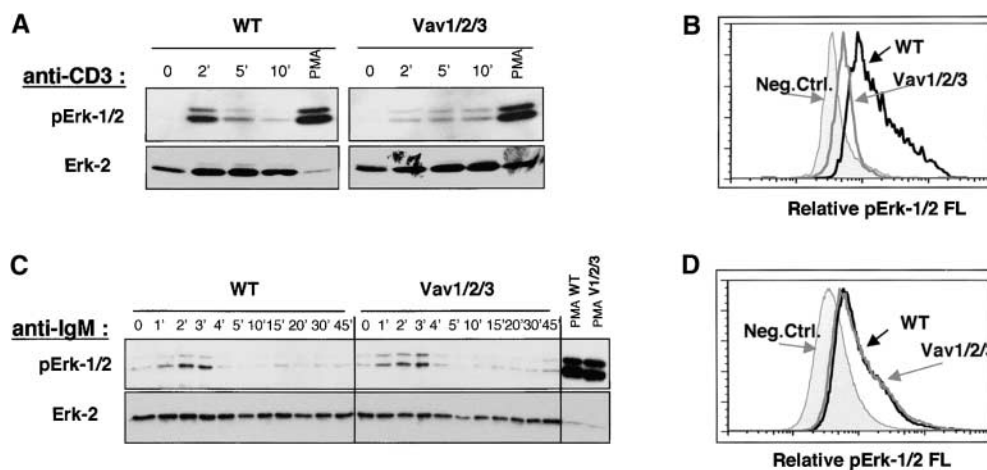 A
WT
Vav1/2/3
anti-CD3 :
0 2' 5' 10' PMA
0 2' 5' 10' PMA
pErk-1/2
Erk-2
B
WT
Neg.Ctrl.
Vav1/2/3
Relative pErk-1/2 FL
C
WT
Vav1/2/3
PMA WT
PMA V1/2/3
anti-IgM :
0 1' 2' 3' 4' 5' 10' 15' 20' 30' 45'
0 1' 2' 3' 4' 5' 10' 15' 20' 30' 45'
pErk-1/2
Erk-2
D
Neg.Ctrl.
WT
Vav1/2/3
Relative pErk-1/2 FL